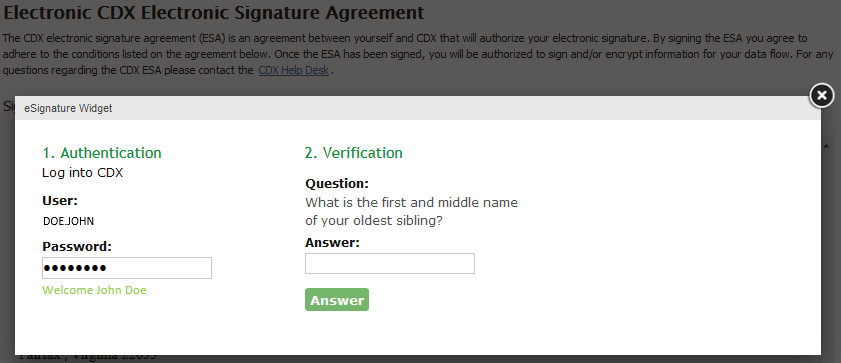 Electronic CDX Electronic Signature Agreement
The CDX electronic signature agreement (ESA) is an agreement between yourself and CDX that will authorize your electronic signature. By signing the ESA you agree to
adhere to the conditions listed on the agreement below. Once the ESA has been signed, you will be authorized to sign and/or encrypt information for your data flow. For any
questions regarding the CDX ESA please contact the CDX Help Desk .
eSignature Widget
1. Authentication
Log into CDX
User:
DOE.JOHN
Password:
••••••••
Welcome John Doe
2. Verification
Question:
What is the first and middle name
of your oldest sibling?
Answer:
Answer
Fairfax , Virginia 22033